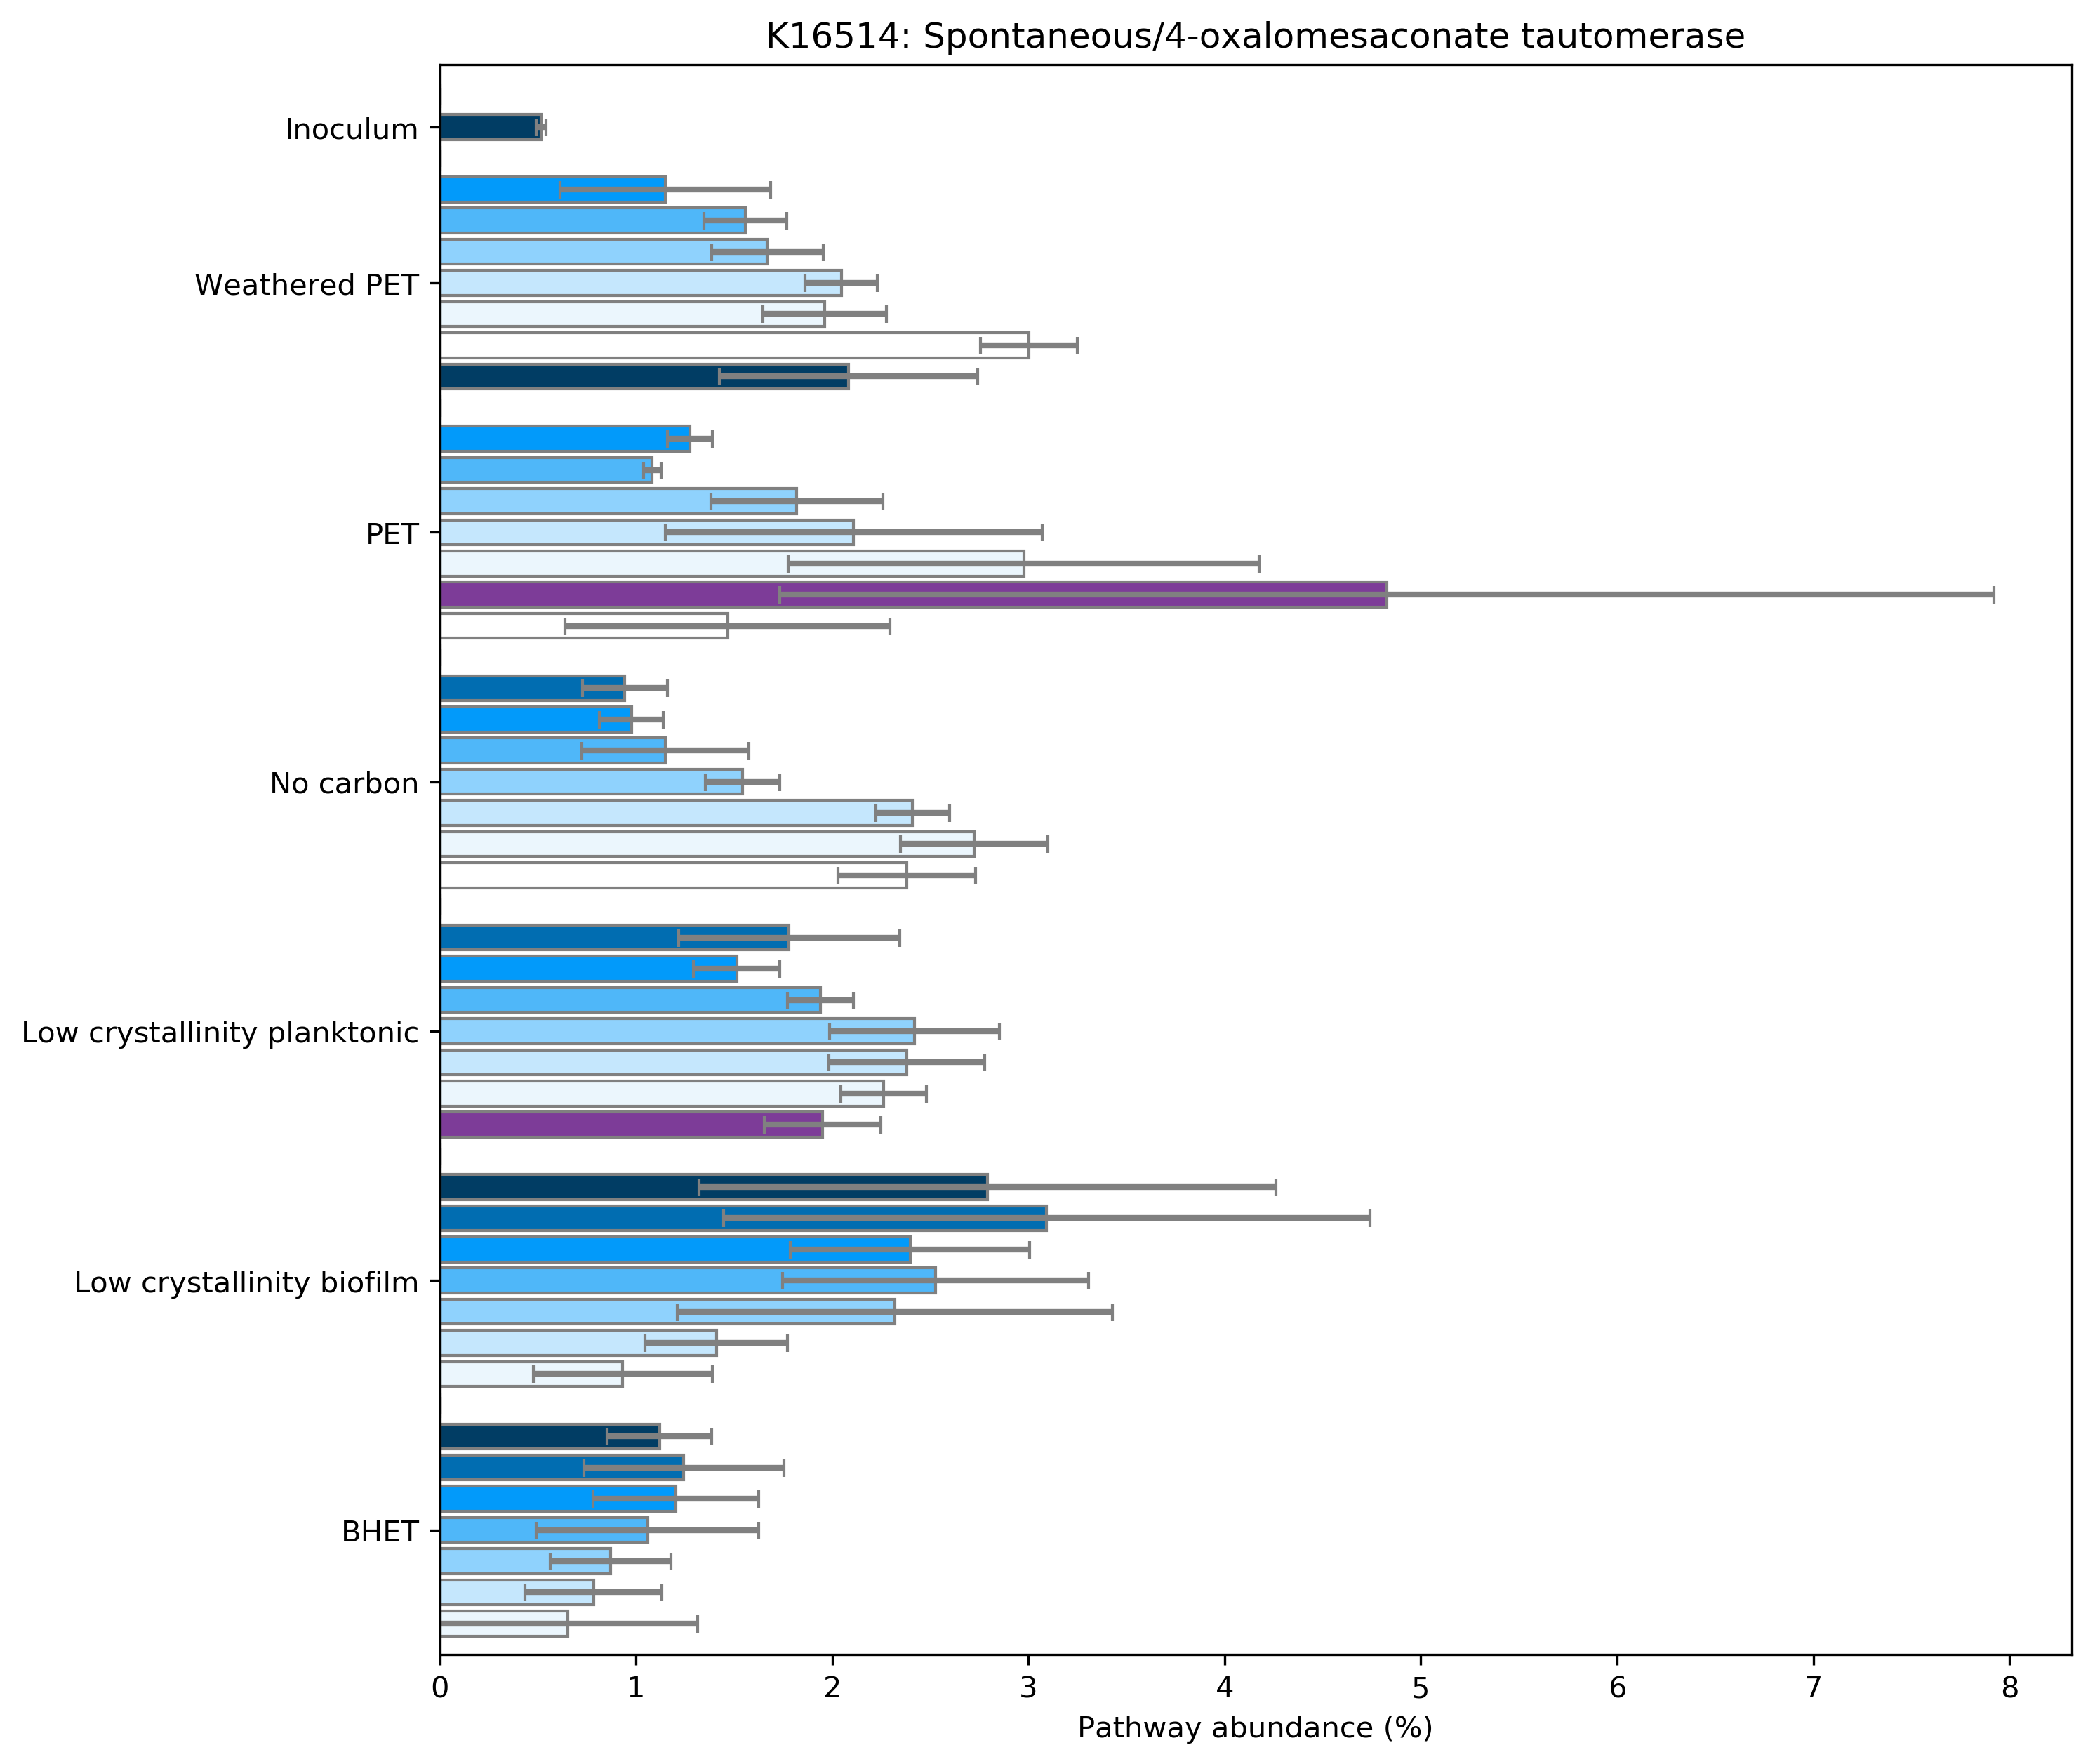 K16514: Spontaneous/4-oxalomesaconate tautomerase
Inoculum
Weathered PET
PET
No carbon
Low crystallinity planktonic
Low crystallinity biofilm
BHET
0 1 2 3 4 5 6 7 8
Pathway abundance (%)